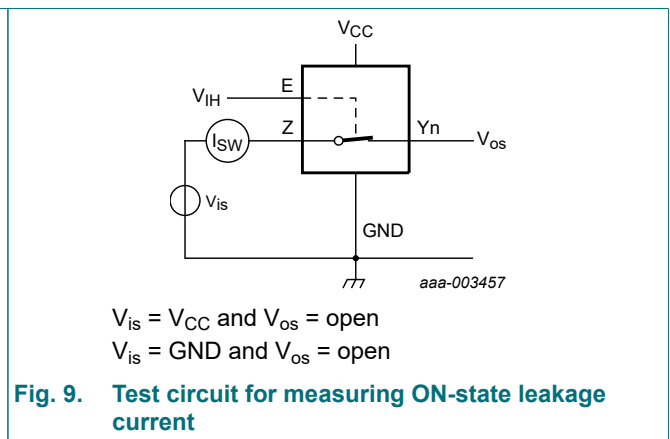 VCC
VIH
E
ISW
Z
Yn
Vos
Vis
GND
aaa-003457
Vis = VCC and Vos = open
Vis = GND and Vos = open
Fig. 9. Test circuit for measuring ON-state leakage
current